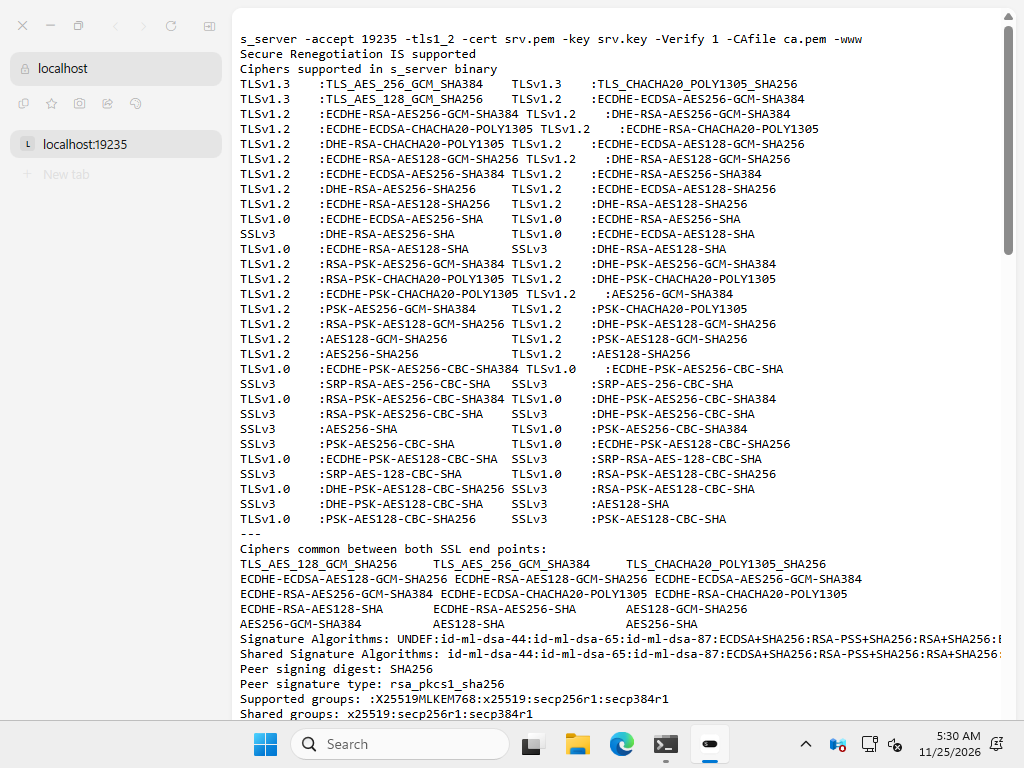 localhost
localhost:19235
New tab
s_server -accept 19235 -tls1_2 -cert srv.pem -key srv.key -Verify 1 -CAfile ca.pem -www
Secure Renegotiation IS supported
Ciphers supported in s_server binary
TLSv1.3    :TLS_AES_256_GCM_SHA384    TLSv1.3    :TLS_CHACHA20_POLY1305_SHA256
TLSv1.3    :TLS_AES_128_GCM_SHA256    TLSv1.2    :ECDHE-ECDSA-AES256-GCM-SHA384
TLSv1.2    :ECDHE-RSA-AES256-GCM-SHA384 TLSv1.2    :DHE-RSA-AES256-GCM-SHA384
TLSv1.2    :ECDHE-ECDSA-CHACHA20-POLY1305 TLSv1.2    :ECDHE-RSA-CHACHA20-POLY1305
TLSv1.2    :DHE-RSA-CHACHA20-POLY1305 TLSv1.2    :ECDHE-ECDSA-AES128-GCM-SHA256
TLSv1.2    :ECDHE-RSA-AES128-GCM-SHA256 TLSv1.2    :DHE-RSA-AES128-GCM-SHA256
TLSv1.2    :ECDHE-ECDSA-AES256-SHA384 TLSv1.2    :ECDHE-RSA-AES256-SHA384
TLSv1.2    :DHE-RSA-AES256-SHA256     TLSv1.2    :ECDHE-ECDSA-AES128-SHA256
TLSv1.2    :ECDHE-RSA-AES128-SHA256   TLSv1.2    :DHE-RSA-AES128-SHA256
TLSv1.0    :ECDHE-ECDSA-AES256-SHA    TLSv1.0    :ECDHE-RSA-AES256-SHA
SSLv3      :DHE-RSA-AES256-SHA        TLSv1.0    :ECDHE-ECDSA-AES128-SHA
TLSv1.0    :ECDHE-RSA-AES128-SHA      SSLv3      :DHE-RSA-AES128-SHA
TLSv1.2    :RSA-PSK-AES256-GCM-SHA384 TLSv1.2    :DHE-PSK-AES256-GCM-SHA384
TLSv1.2    :RSA-PSK-CHACHA20-POLY1305 TLSv1.2    :DHE-PSK-CHACHA20-POLY1305
TLSv1.2    :ECDHE-PSK-CHACHA20-POLY1305 TLSv1.2    :AES256-GCM-SHA384
TLSv1.2    :PSK-AES256-GCM-SHA384     TLSv1.2    :PSK-CHACHA20-POLY1305
TLSv1.2    :RSA-PSK-AES128-GCM-SHA256 TLSv1.2    :DHE-PSK-AES128-GCM-SHA256
TLSv1.2    :AES128-GCM-SHA256         TLSv1.2    :PSK-AES128-GCM-SHA256
TLSv1.2    :AES256-SHA256             TLSv1.2    :AES128-SHA256
TLSv1.0    :ECDHE-PSK-AES256-CBC-SHA384 TLSv1.0    :ECDHE-PSK-AES256-CBC-SHA
SSLv3      :SRP-RSA-AES-256-CBC-SHA   SSLv3      :SRP-AES-256-CBC-SHA
TLSv1.0    :RSA-PSK-AES256-CBC-SHA384 TLSv1.0    :DHE-PSK-AES256-CBC-SHA384
SSLv3      :RSA-PSK-AES256-CBC-SHA    SSLv3      :DHE-PSK-AES256-CBC-SHA
SSLv3      :AES256-SHA                TLSv1.0    :PSK-AES256-CBC-SHA384
SSLv3      :PSK-AES256-CBC-SHA        TLSv1.0    :ECDHE-PSK-AES128-CBC-SHA256
TLSv1.0    :ECDHE-PSK-AES128-CBC-SHA  SSLv3      :SRP-RSA-AES-128-CBC-SHA
SSLv3      :SRP-AES-128-CBC-SHA       TLSv1.0    :RSA-PSK-AES128-CBC-SHA256
TLSv1.0    :DHE-PSK-AES128-CBC-SHA256 SSLv3      :RSA-PSK-AES128-CBC-SHA
SSLv3      :DHE-PSK-AES128-CBC-SHA    SSLv3      :AES128-SHA
TLSv1.0    :PSK-AES128-CBC-SHA256     SSLv3      :PSK-AES128-CBC-SHA
---
Ciphers common between both SSL end points:
TLS_AES_128_GCM_SHA256     TLS_AES_256_GCM_SHA384     TLS_CHACHA20_POLY1305_SHA256
ECDHE-ECDSA-AES128-GCM-SHA256 ECDHE-RSA-AES128-GCM-SHA256 ECDHE-ECDSA-AES256-GCM-SHA384
ECDHE-RSA-AES256-GCM-SHA384 ECDHE-ECDSA-CHACHA20-POLY1305 ECDHE-RSA-CHACHA20-POLY1305
ECDHE-RSA-AES128-SHA       ECDHE-RSA-AES256-SHA       AES128-GCM-SHA256
AES256-GCM-SHA384          AES128-SHA                 AES256-SHA
Signature Algorithms: UNDEF:id-ml-dsa-44:id-ml-dsa-65:id-ml-dsa-87:ECDSA+SHA256:RSA-PSS+SHA256:RSA+SHA256:E
Shared Signature Algorithms: id-ml-dsa-44:id-ml-dsa-65:id-ml-dsa-87:ECDSA+SHA256:RSA-PSS+SHA256:RSA+SHA256:
Peer signing digest: SHA256
Peer signature type: rsa_pkcs1_sha256
Supported groups: :X25519MLKEM768:x25519:secp256r1:secp384r1
Shared groups: x25519:secp256r1:secp384r1
Search
5:30 AM
11/25/2026